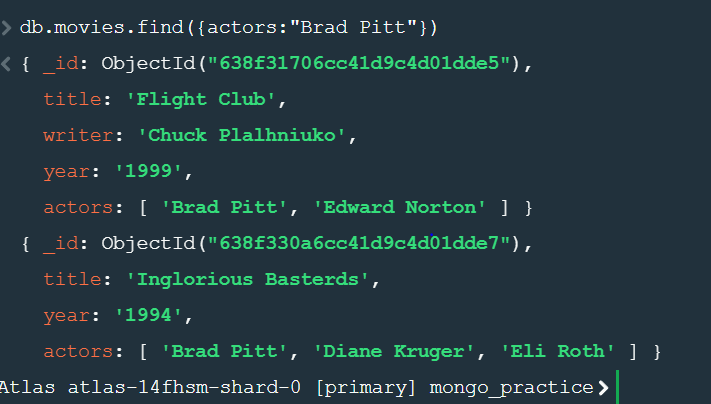 > db.movies.find({actors:"Brad Pitt"})
< { _id: ObjectId("638f31706cc41d9c4d01dde5"),
title: 'Flight Club',
writer: 'Chuck Plalhniuko',
year: '1999',
actors: [ 'Brad Pitt', 'Edward Norton' ] }
{ _id: ObjectId("638f330a6cc41d9c4d01dde7"),
title: 'Inglorious Basterds',
year: '1994',
actors: [ 'Brad Pitt', 'Diane Kruger', 'Eli Roth' ] }
Atlas atlas-14fhsm-shard-0 [primary] mongo_practice>